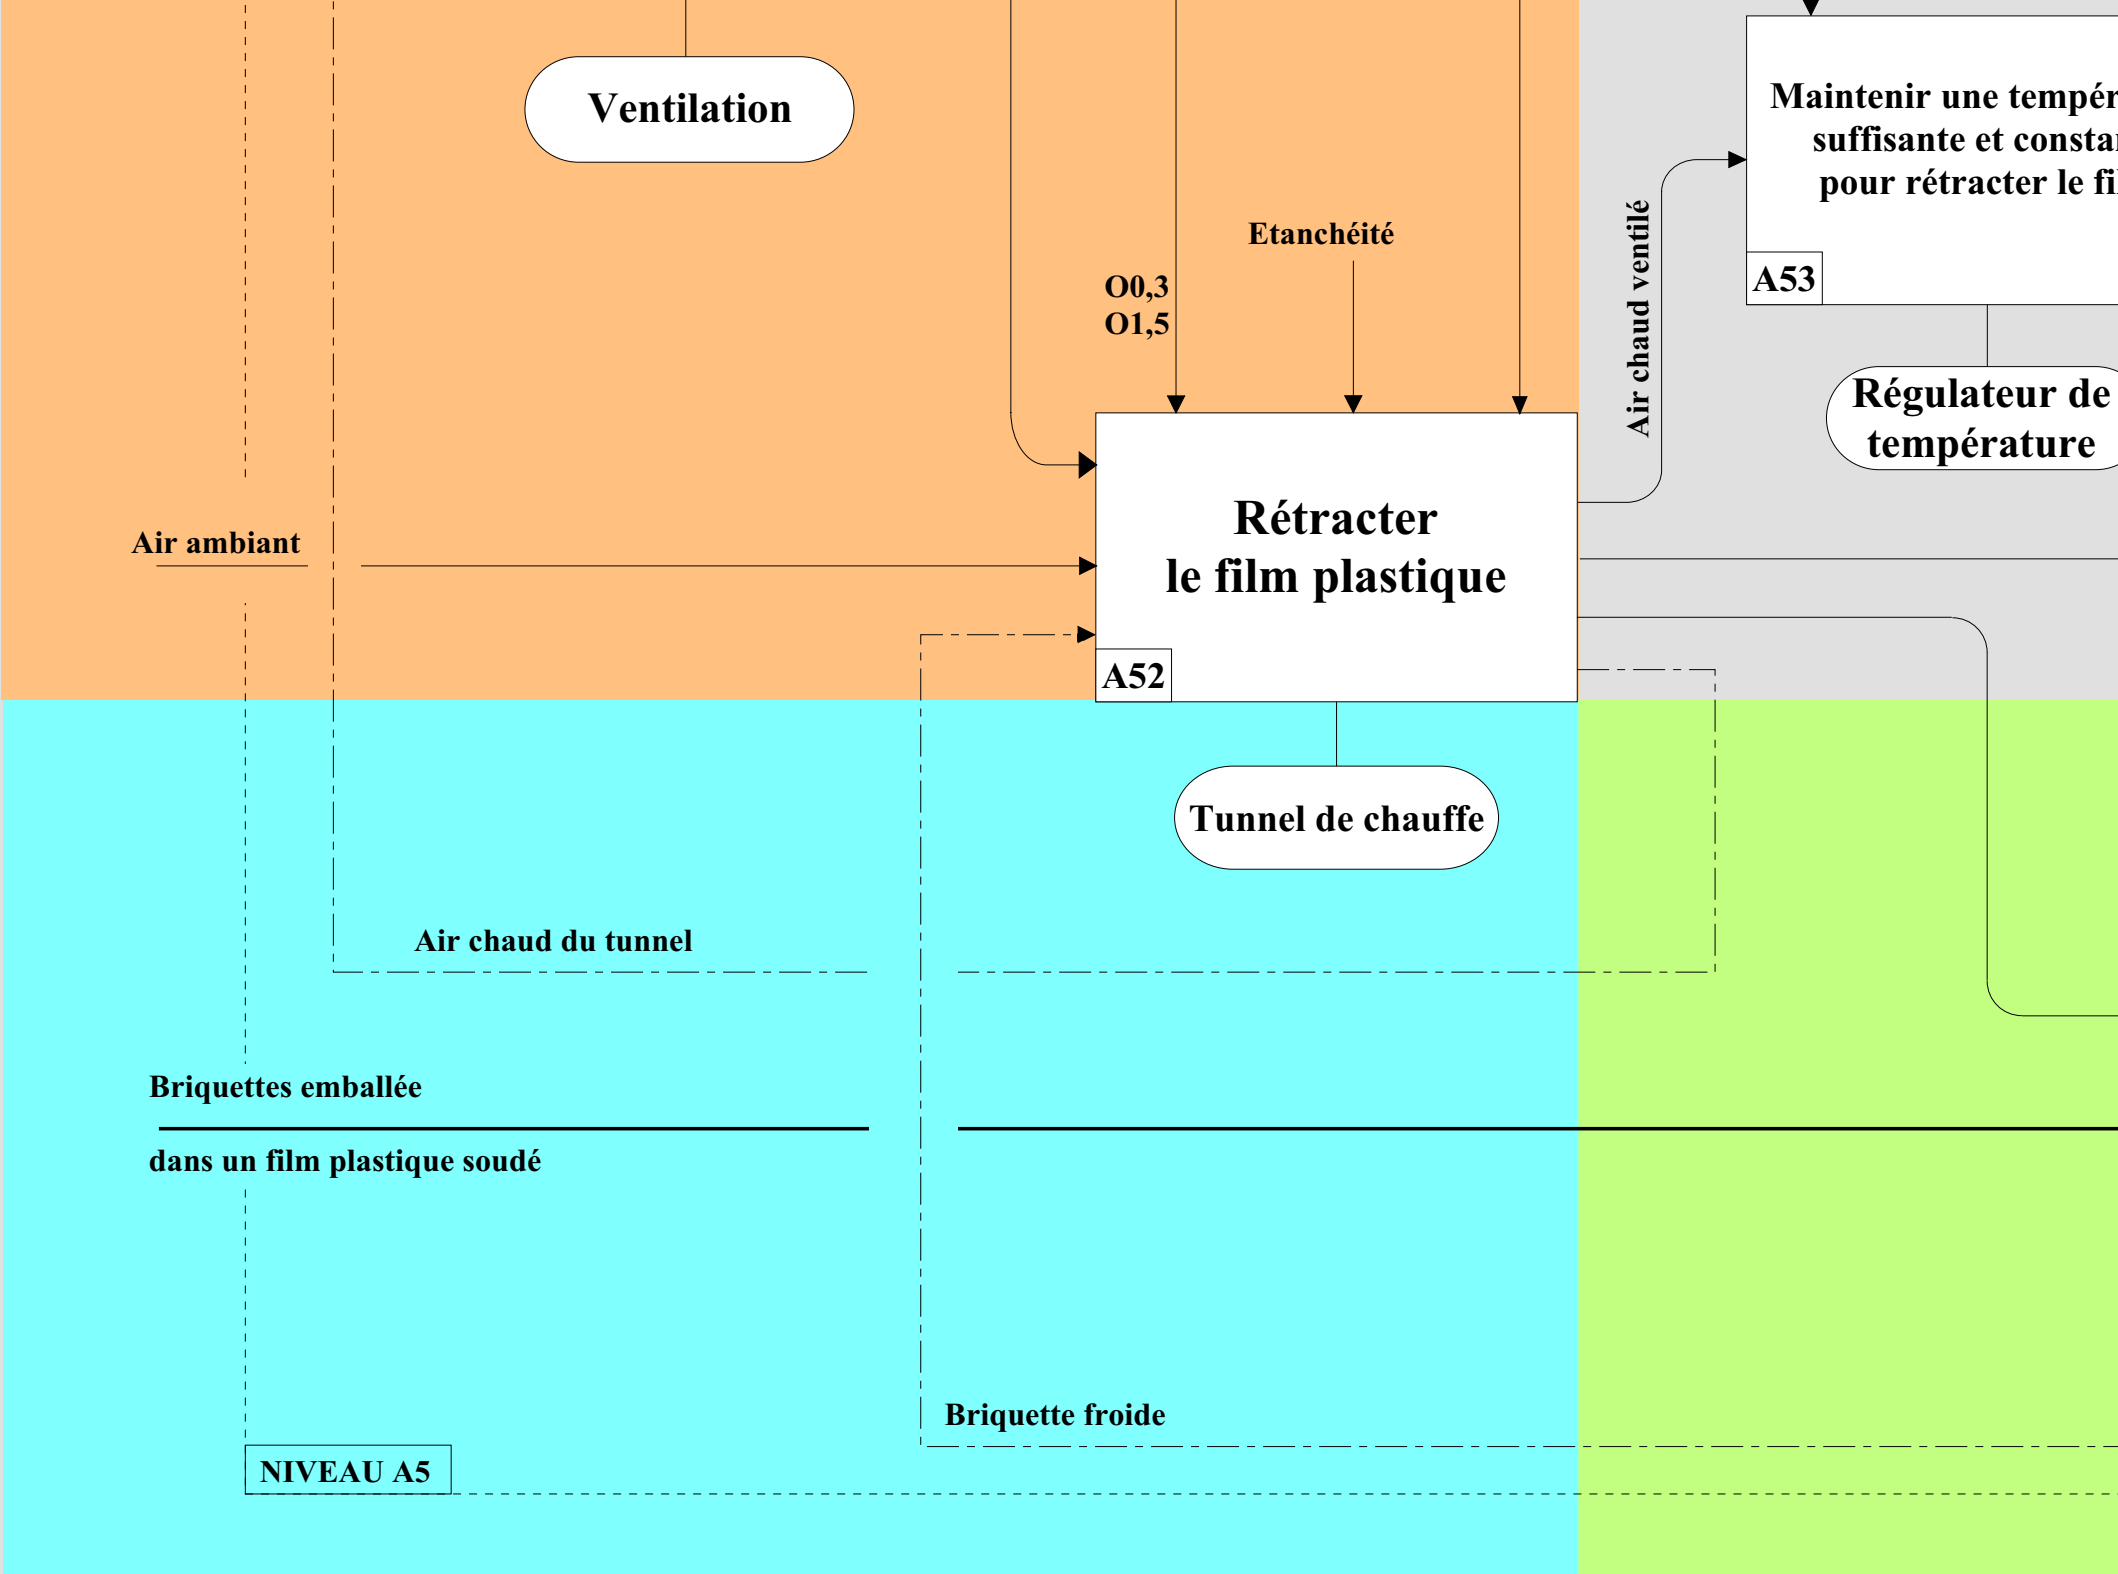 Ventilation
Maintenir une tempér
suffisante et consta
pour rétracter le fi
A53
Air chaud ventilé
Régulateur de
température
Etanchéité
O0,3
O1,5
Air ambiant
Rétracter
le film plastique
A52
Tunnel de chauffe
Air chaud du tunnel
Briquettes emballée
dans un film plastique soudé
Briquette froide
NIVEAU A5